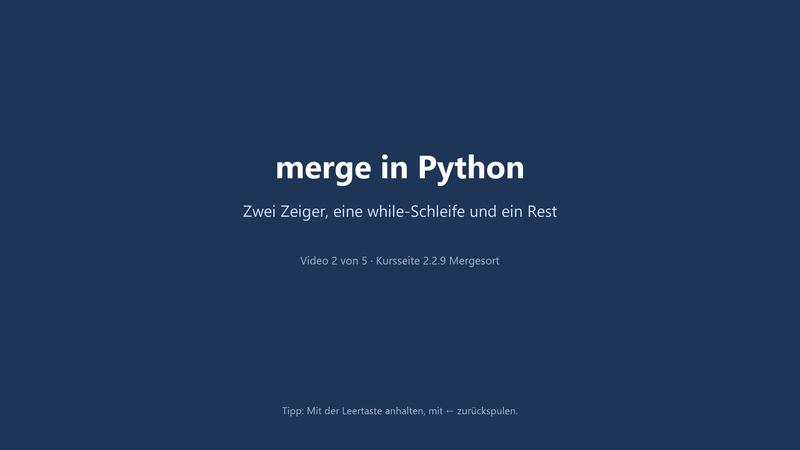 merge in Python
Zwei Zeiger, eine while-Schleife und ein Rest
Video 2 von 5 · Kursseite 2.2.9 Mergesort
Tipp: Mit der Leertaste anhalten, mit ← zurückspulen.